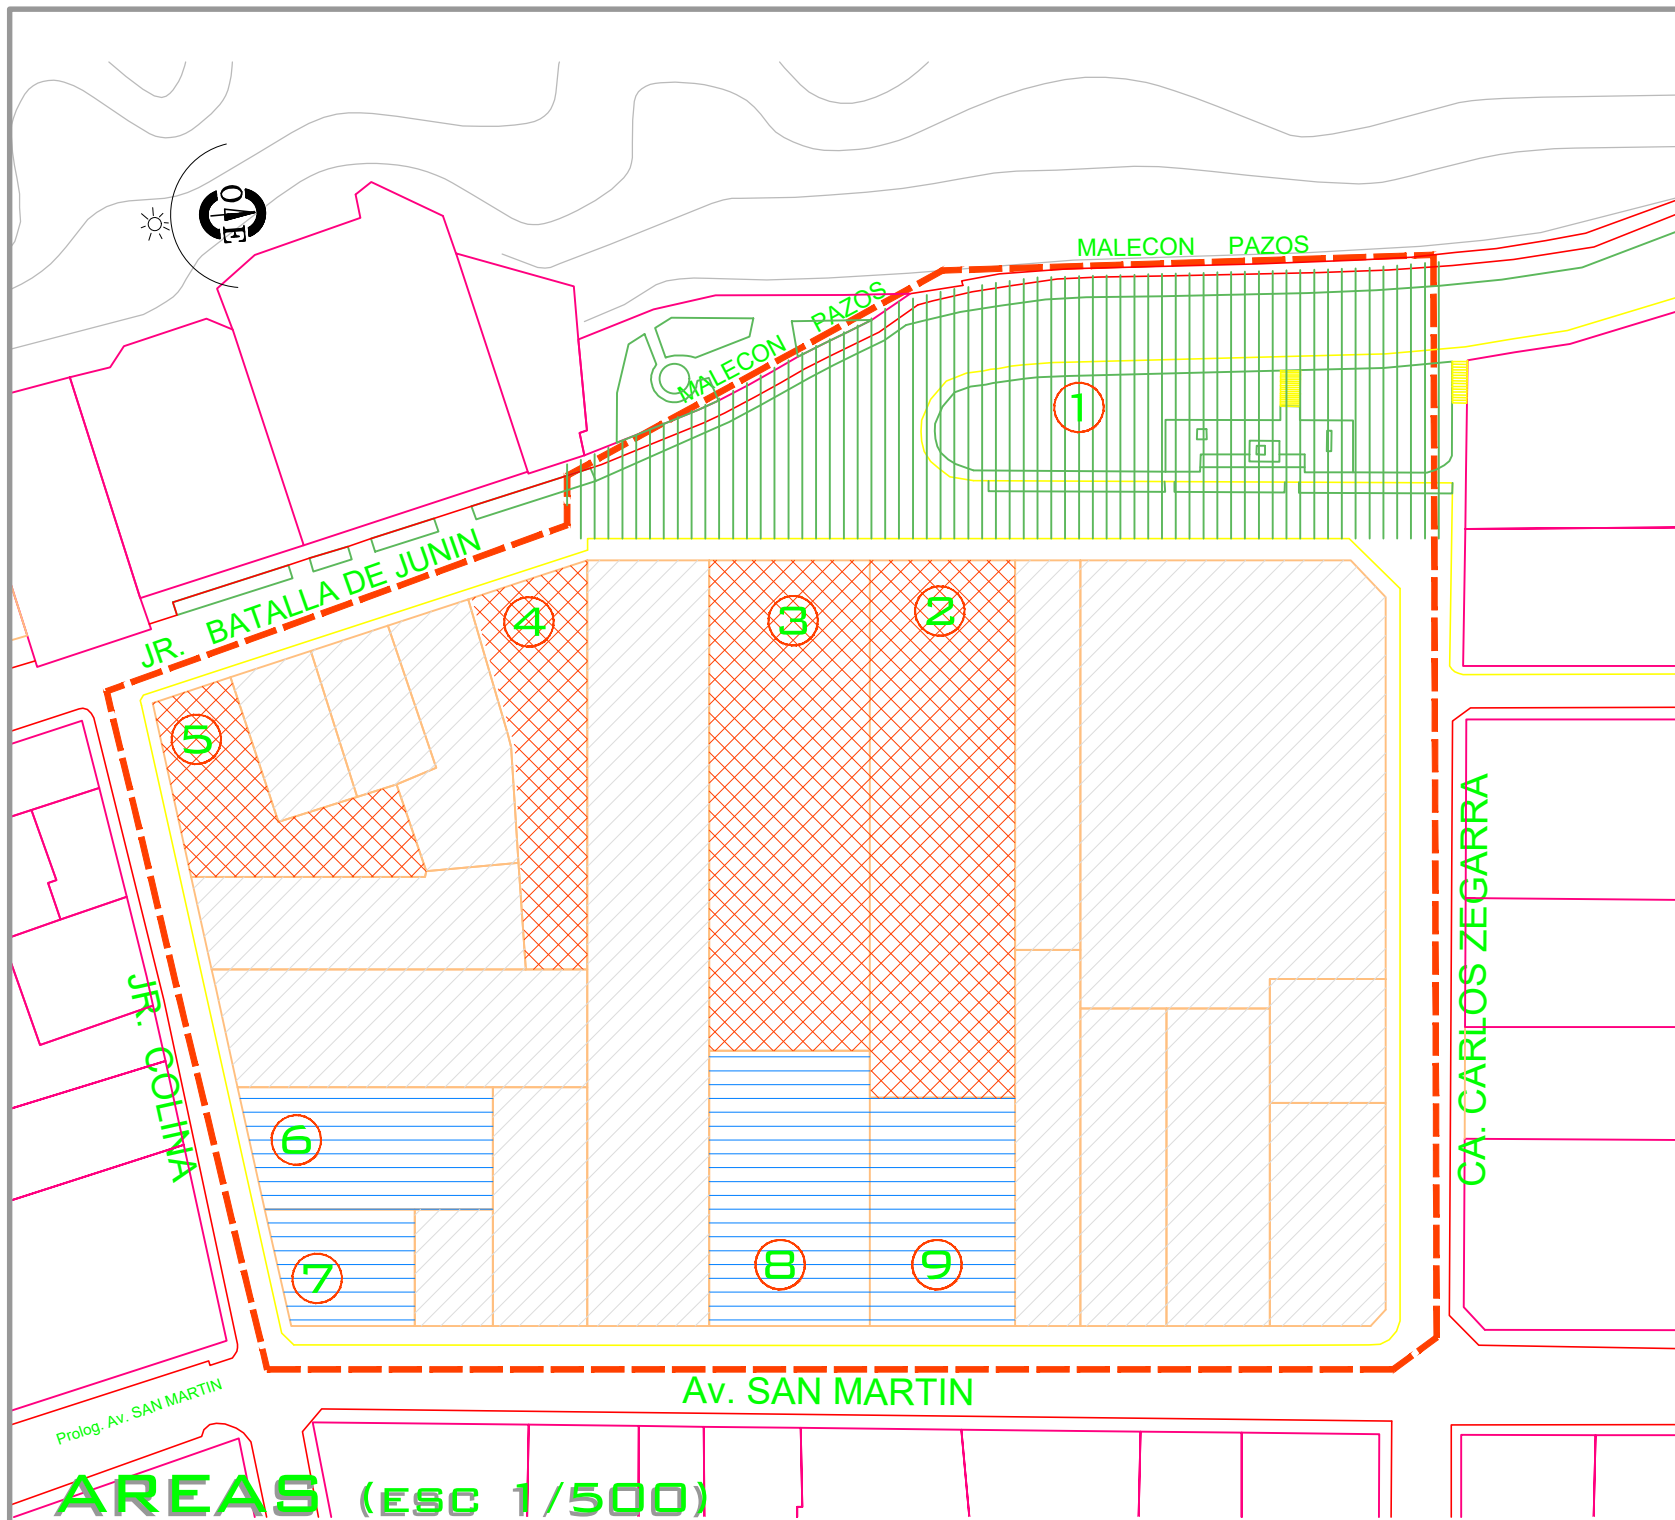 O
E
MALECON PAZOS
MALECON PAZOS
1
JR. BATALLA DE JUNIN
4
3
2
5
CA. CARLOS ZEGARRA
JR. COLINA
6
7
8
9
Av. SAN MARTIN
Prolog. Av. SAN MARTIN
AREAS (ESC 1/500)